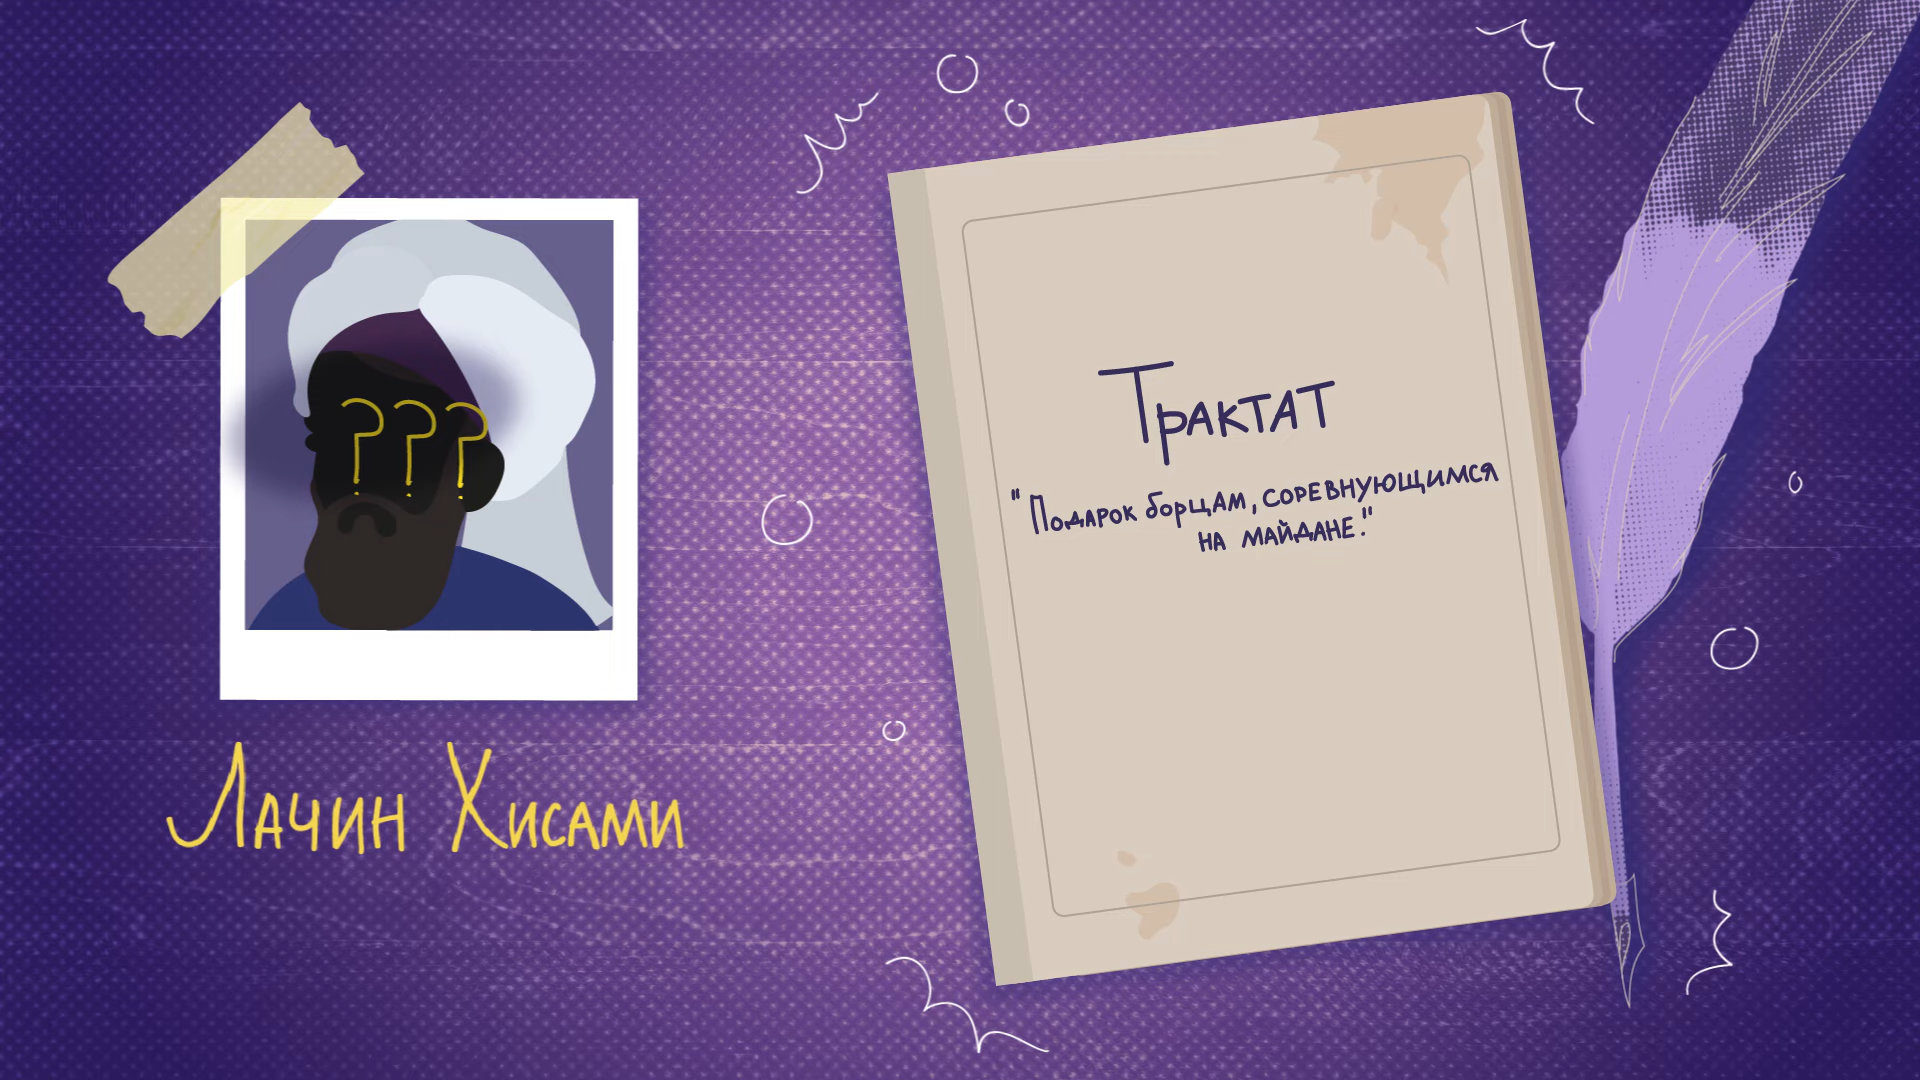 ???
Лачин Хисами
Трактат
"Подарок борцам, соревнующимся
на майдане."